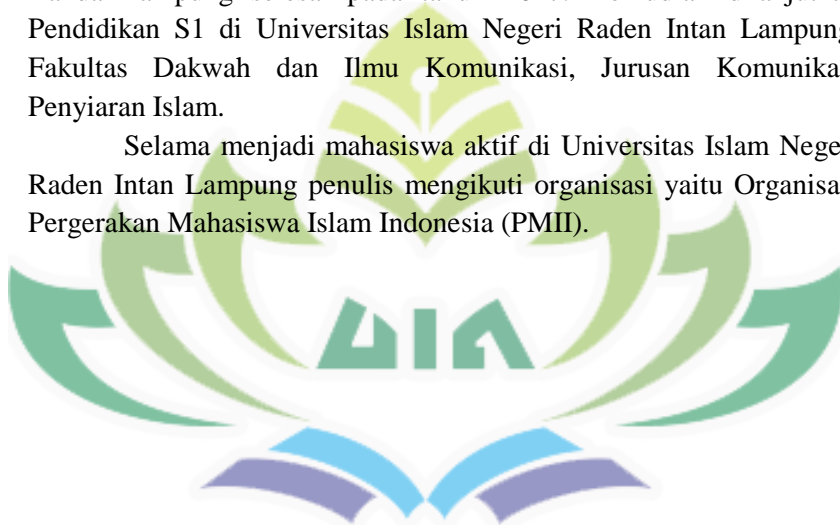 Pendidikan S1 di Universitas Islam Negeri Raden Intan Lampung
Fakultas Dakwah dan Ilmu Komunikasi, Jurusan Komunika
Penyiaran Islam.
Selama menjadi mahasiswa aktif di Universitas Islam Nege
Raden Intan Lampung penulis mengikuti organisasi yaitu Organisa
Pergerakan Mahasiswa Islam Indonesia (PMII).
UIN